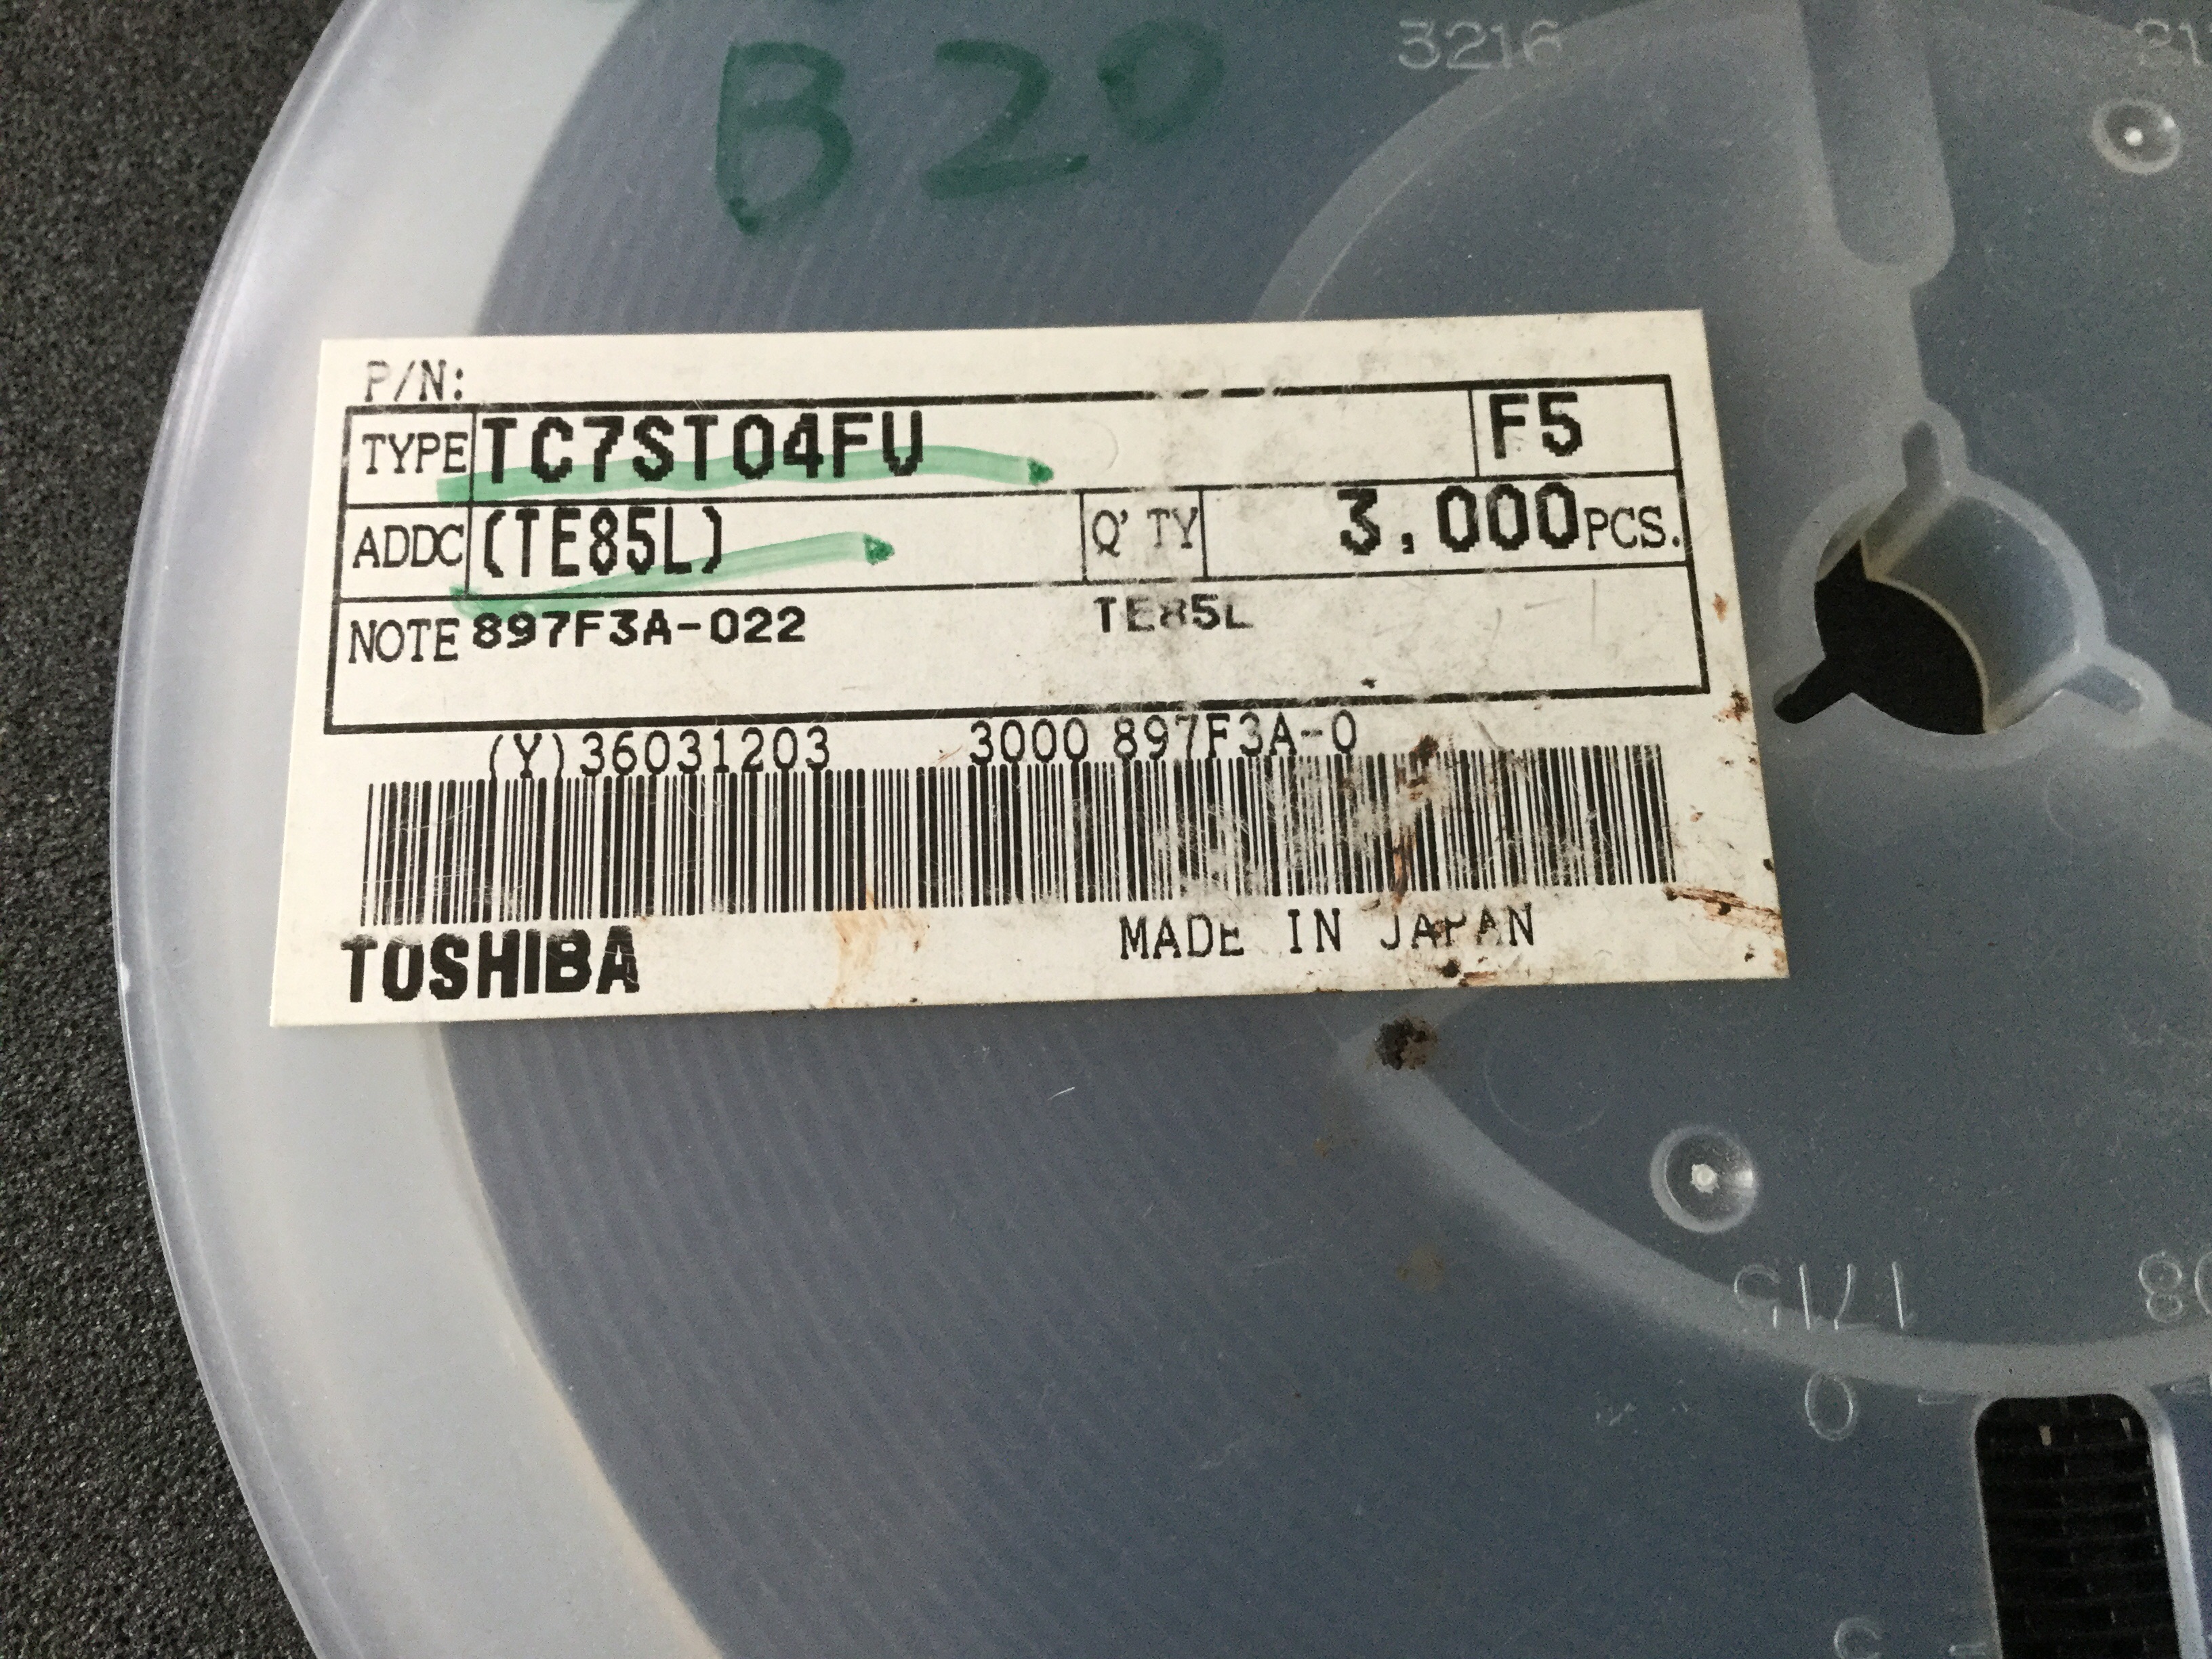 B20
3216
P/N:
TYPE TC7ST04FU F5
ADDC (TE85L) Q'TY 3,000PCS.
NOTE 897F3A-022 TE85L
(Y)36031203 3000 897F3A-0
TOSHIBA MADE IN JAPAN